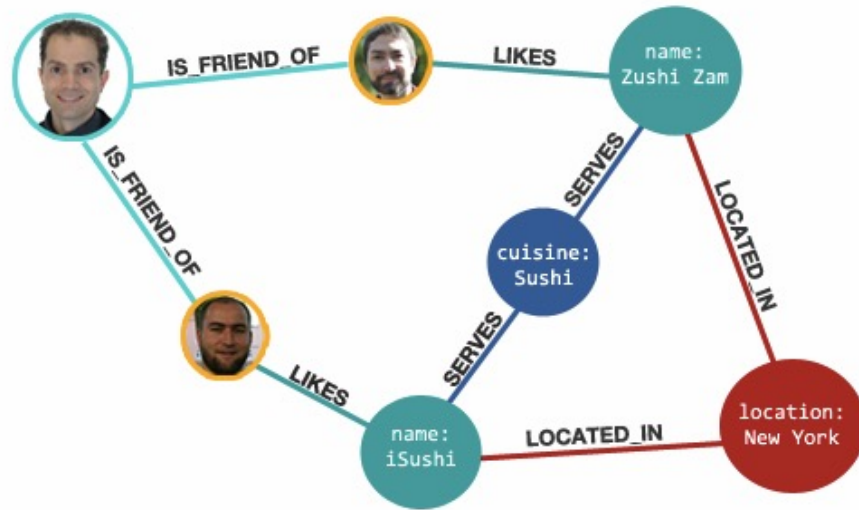 IS_FRIEND_OF
LIKES
name:
Zushi Zam
IS_FRIEND_OF
SERVES
LOCATED_IN
cuisine:
Sushi
SERVES
LIKES
name:
iSushi
LOCATED_IN
location:
New York